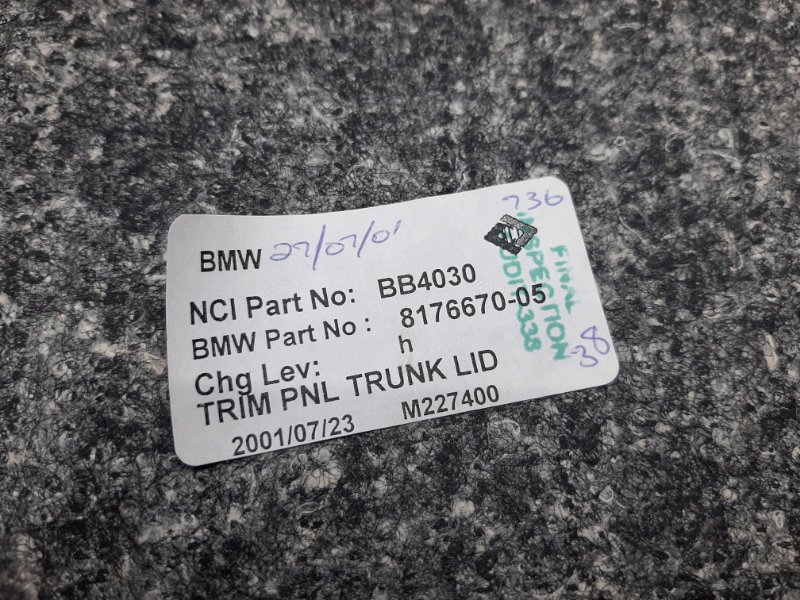 BMW 27/07/01
NCI Part No: BB4030
BMW Part No : 8176670-05
Chg Lev: h
TRIM PNL TRUNK LID
2001/07/23 M227400
736
FINAL
INSPECTION
38